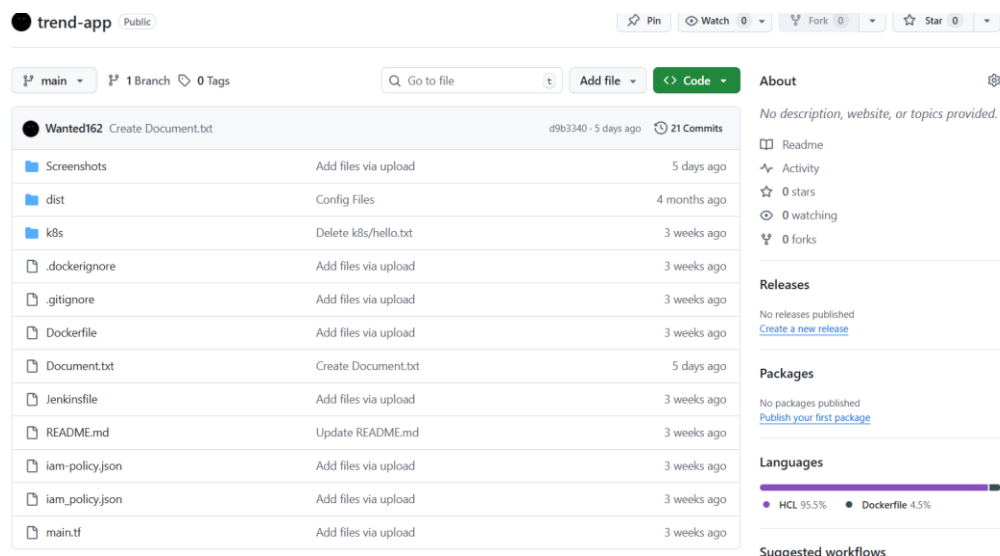 trend-app Public
Pin Watch 0 Fork 0 Star 0
main 1 Branch 0 Tags Go to file t Add file Code
Wanted162 Create Document.txt d9b3340 · 5 days ago 21 Commits
Screenshots Add files via upload 5 days ago
dist Config Files 4 months ago
k8s Delete k8s/hello.txt 3 weeks ago
.dockerignore Add files via upload 3 weeks ago
.gitignore Add files via upload 3 weeks ago
Dockerfile Add files via upload 3 weeks ago
Document.txt Create Document.txt 5 days ago
Jenkinsfile Add files via upload 3 weeks ago
README.md Update README.md 3 weeks ago
iam-policy.json Add files via upload 3 weeks ago
iam_policy.json Add files via upload 3 weeks ago
main.tf Add files via upload 3 weeks ago
About
No description, website, or topics provided.
Readme
Activity
0 stars
0 watching
0 forks
Releases
No releases published
Create a new release
Packages
No packages published
Publish your first package
Languages
HCL 95.5% Dockerfile 4.5%
Suggested workflows